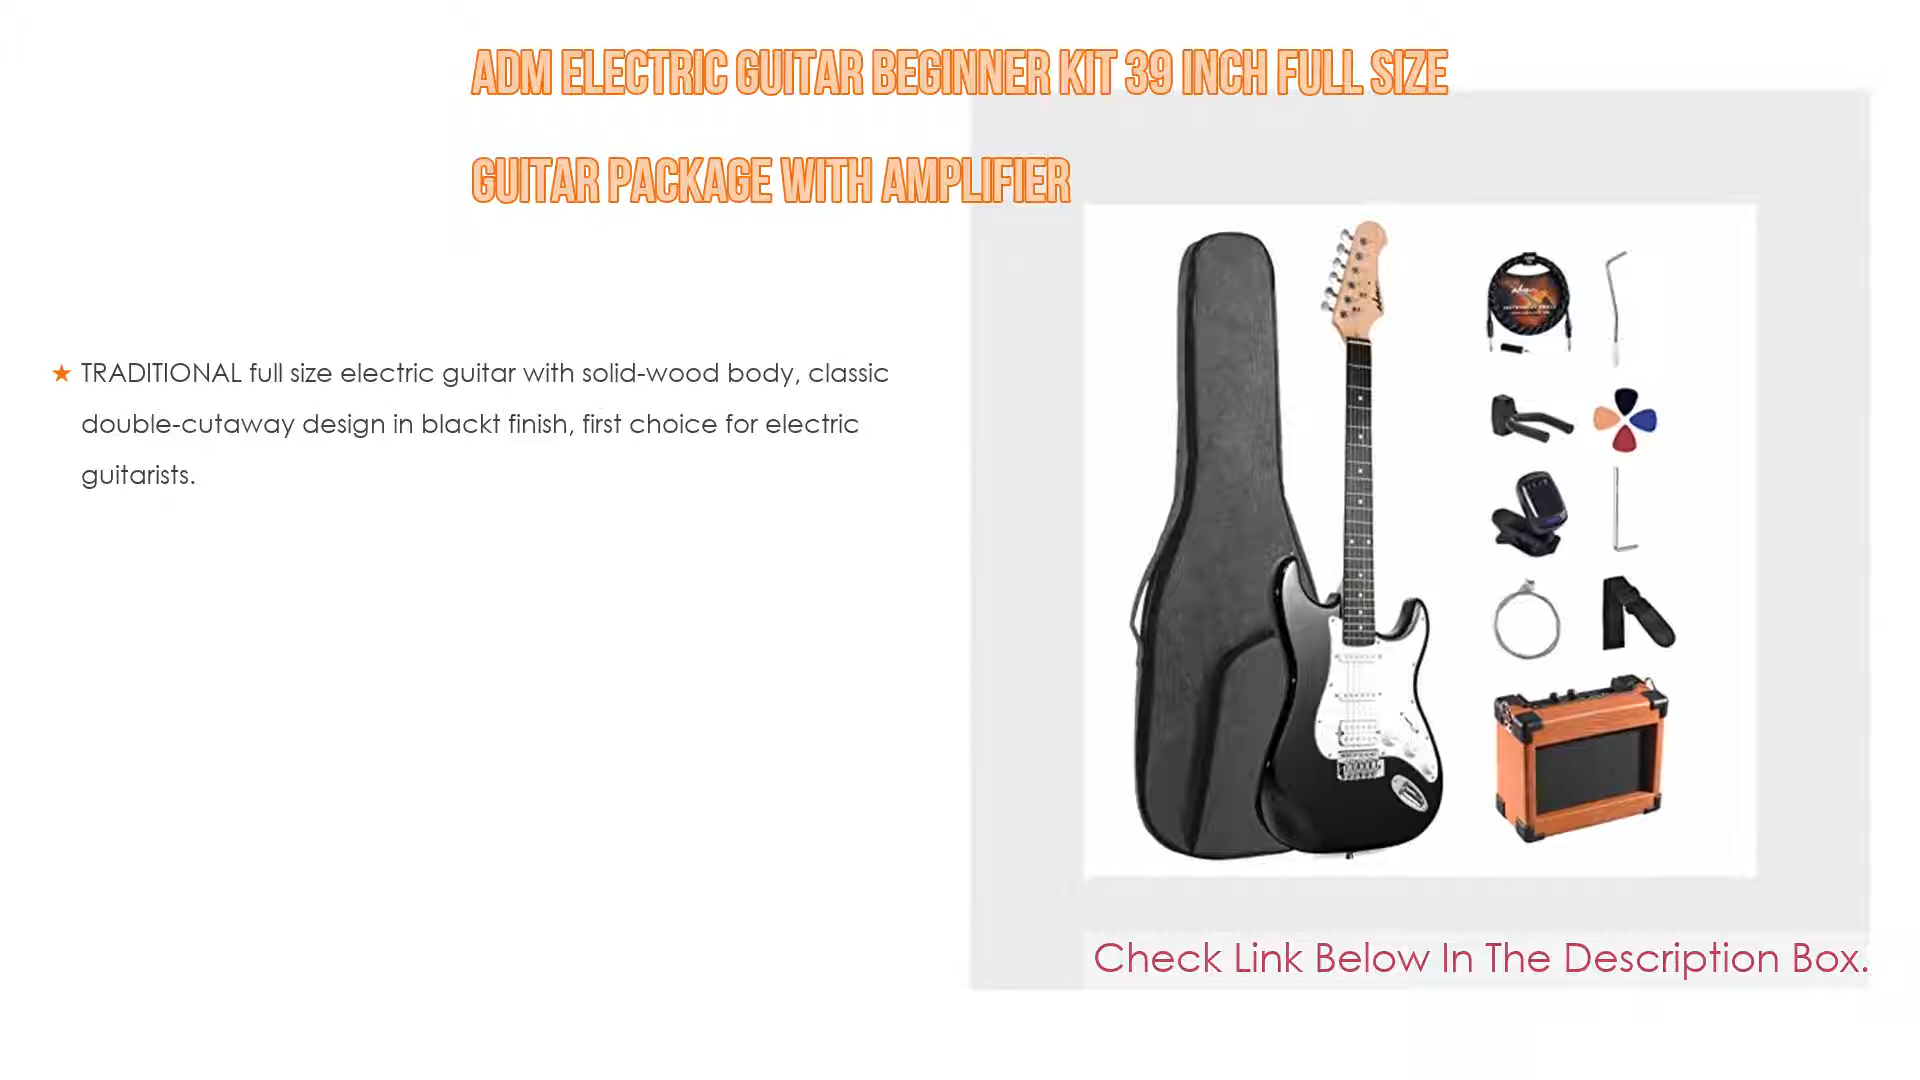 ADM ELECTRIC GUITAR BEGINNER KIT 39 INCH FULL SIZE
GUITAR PACKAGE WITH AMPLIFIER
★ TRADITIONAL full size electric guitar with solid-wood body, classic
double-cutaway design in blackt finish, first choice for electric
guitarists.
Check Link Below In The Description Box.